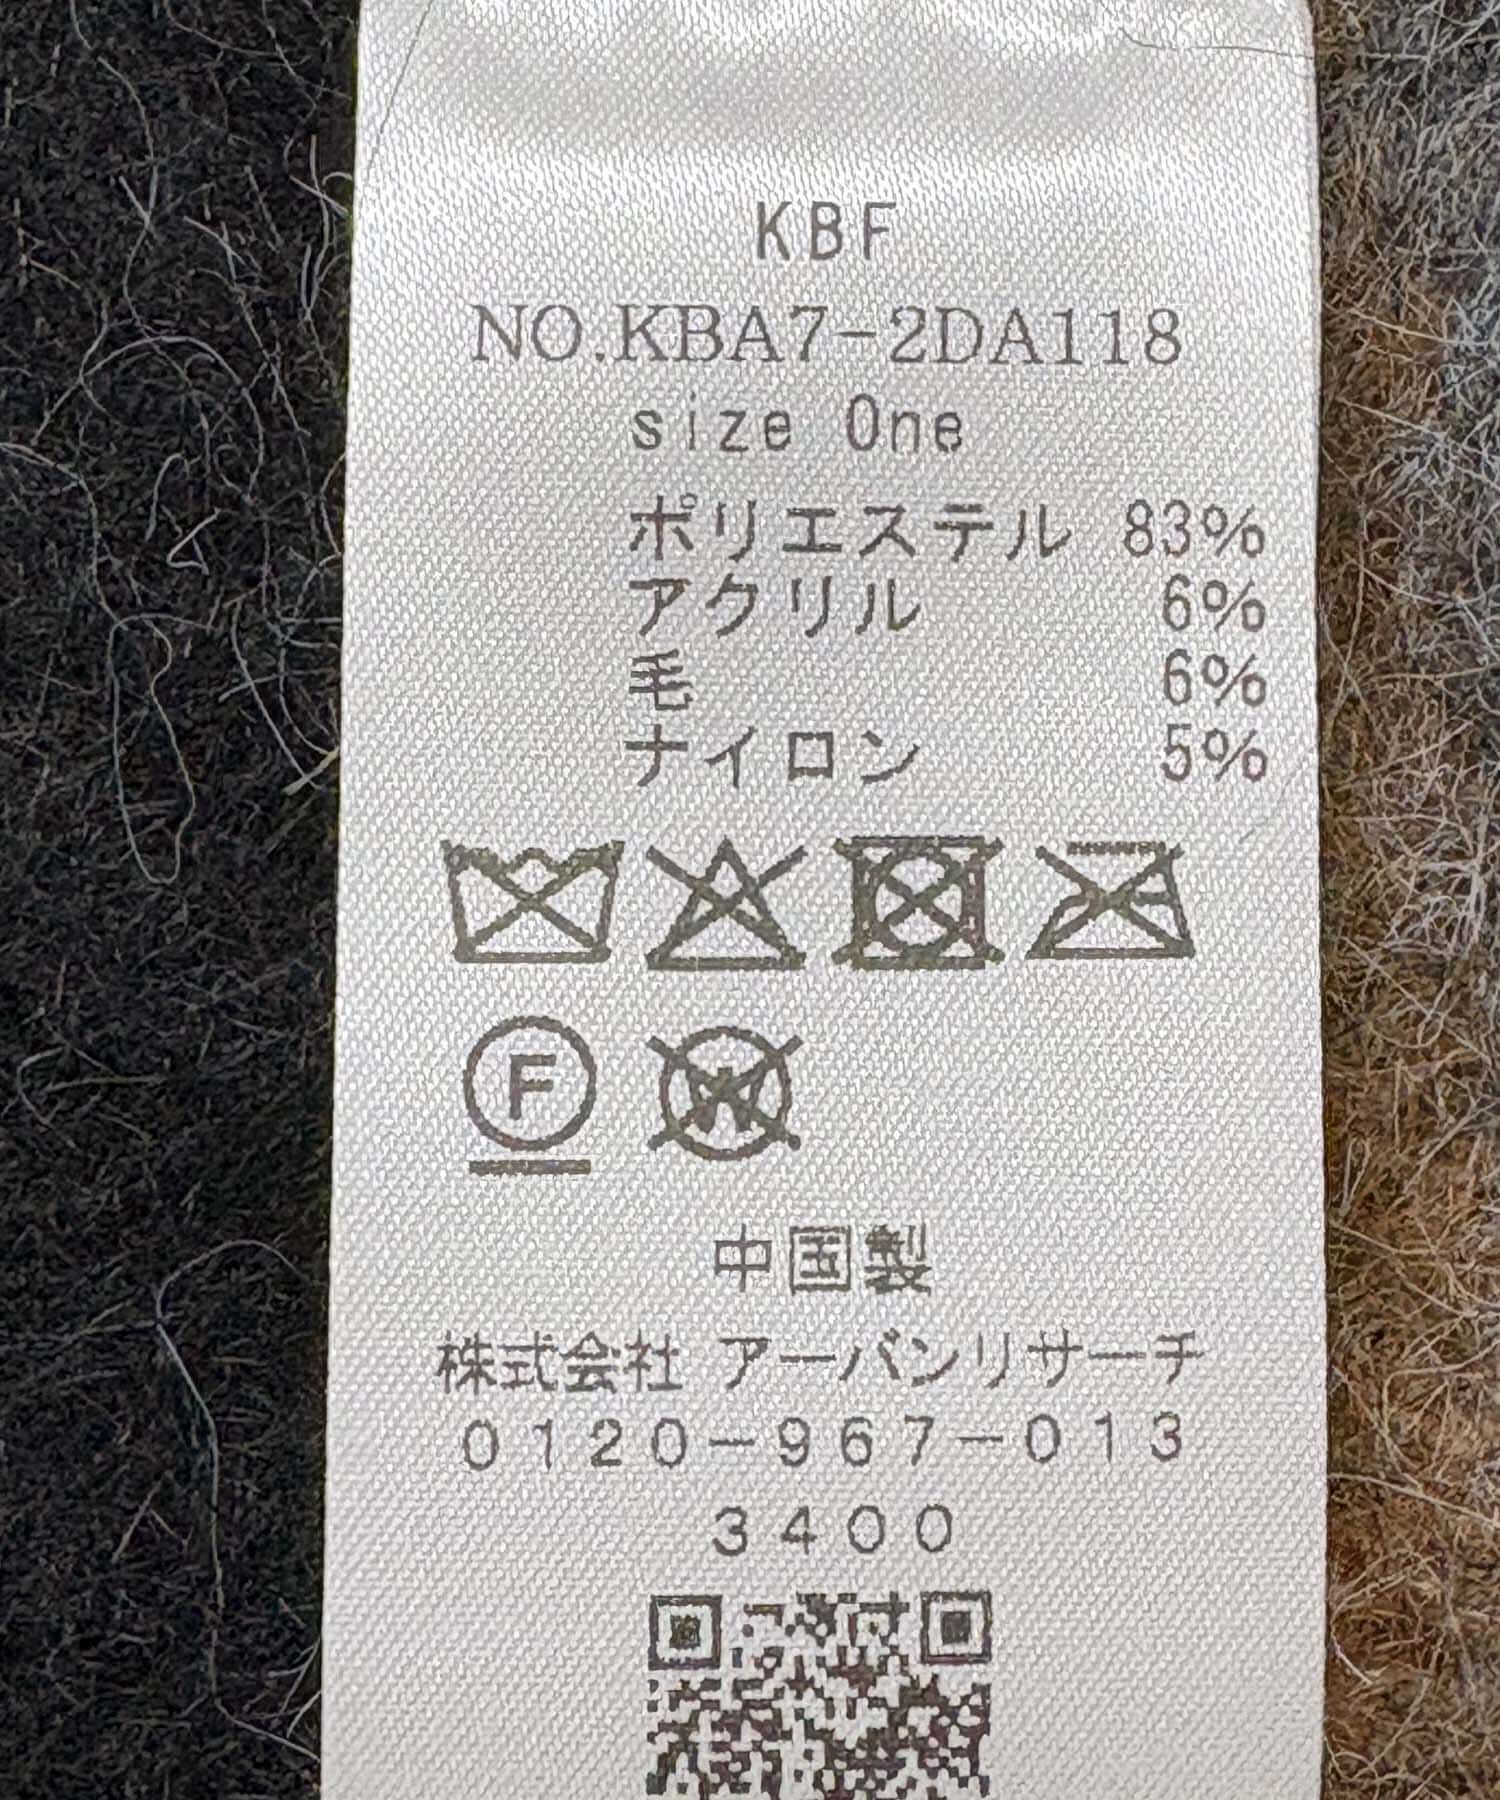 KBF
NO.KBA7-2DA118
size One
ポリエステル 83%
アクリル 6%
毛 6%
ナイロン 5%
F W
中国製
株式会社 アーバンリサーチ
0120-967-013
3400